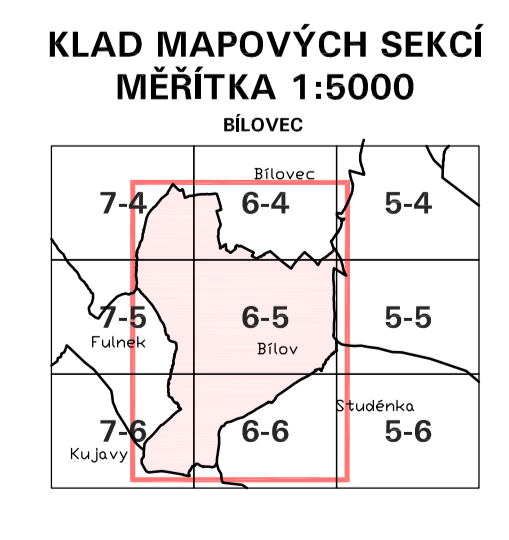 KLAD MAPOVÝCH SEKCÍ
MĚŘÍTKA 1:5000
BÍLOVEC
Bílovec
7-4 6-4 5-4
7-5 6-5 5-5
Fulnek Bílov
Studénka
7-6 6-6 5-6
Kujavy